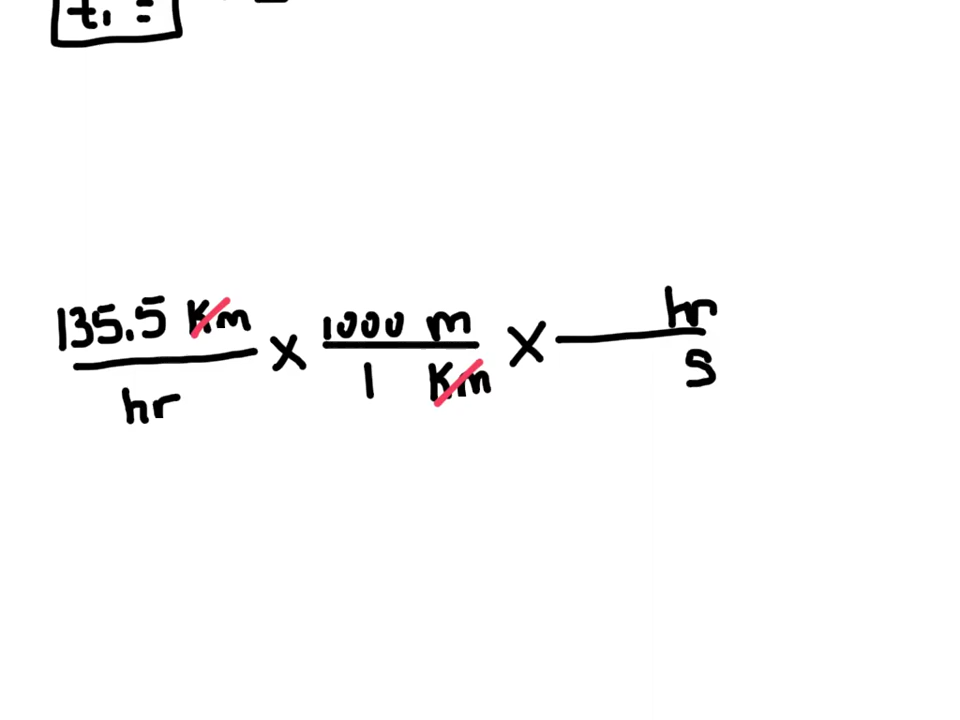 t₁ =
135.5 Km / hr × 1000 m / 1 Km × hr / s